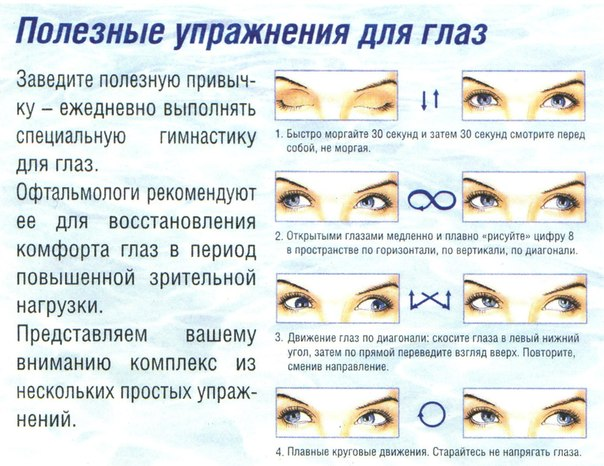 Полезные упражнения для глаз
Заведите полезную привыч-
ку – ежедневно выполнять
специальную гимнастику
для глаз.
Офтальмологи рекомендуют
ее для восстановления
комфорта глаз в период
повышенной зрительной
нагрузки.
Представляем вашему
вниманию комплекс из
нескольких простых упраж-
нений.
1. Быстро моргайте 30 секунд и затем 30 секунд смотрите перед
собой, не моргая.
2. Открытыми глазами медленно и плавно «рисуйте» цифру 8
в пространстве по горизонтали, по вертикали, по диагонали.
3. Движение глаз по диагонали: скосите глаза в левый нижний
угол, затем по прямой переведите взгляд вверх. Повторите,
сменив направление.
4. Плавные круговые движения. Старайтесь не напрягать глаза.